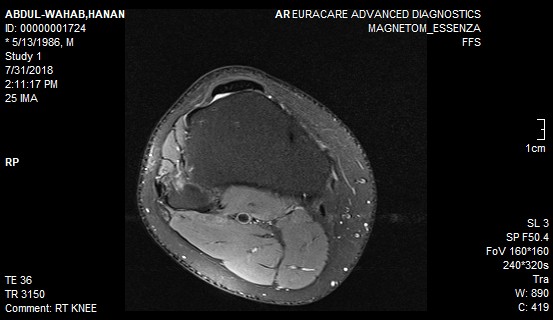 ABDUL-WAHAB,HANAN
ID: 00000001724
* 5/13/1986, M
Study 1
7/31/2018
2:11:17 PM
25 IMA
AREURACARE ADVANCED DIAGNOSTICS
MAGNETOM_ESSENZA
FFS
RP
1cm
TE 36
TR 3150
Comment: RT KNEE
SL 3
SP F50.4
FoV 160*160
240*320s
Tra
W: 890
C: 419